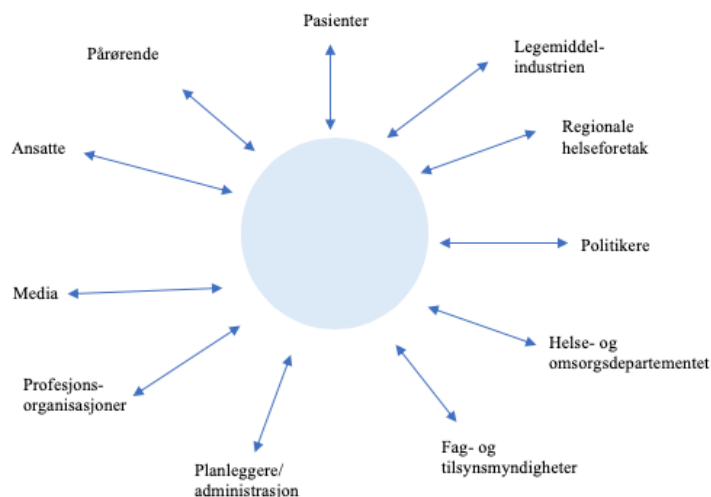 Pasienter
Legemiddel-
industrien
Regionale
helseforetak
Politikere
Helse- og
omsorgsdepartementet
Fag- og
tilsynsmyndigheter
Planleggere/
administrasjon
Profesjons-
organisasjoner
Media
Ansatte
Pårørende